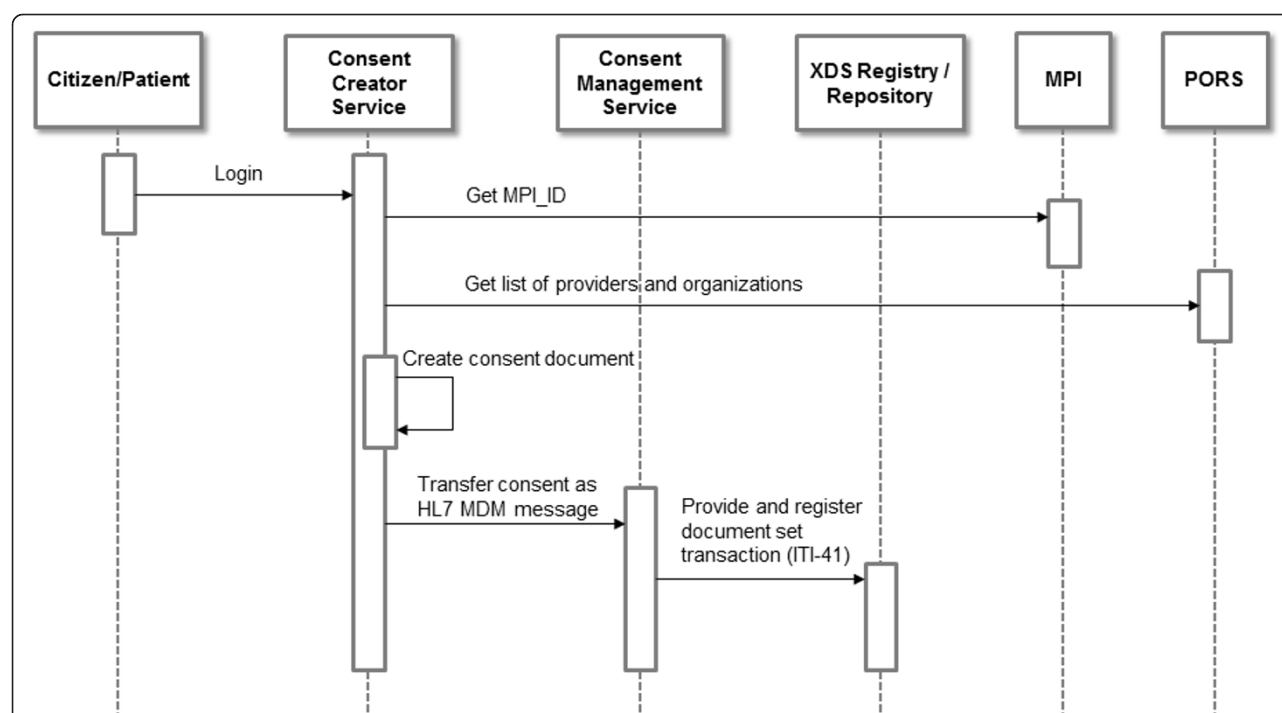 Citizen/Patient
Consent
Creator
Service
Consent
Management
Service
XDS Registry /
Repository
MPI
PORS
Login
Get MPI_ID
Get list of providers and organizations
Create consent document
Transfer consent as
HL7 MDM message
Provide and register
document set
transaction (ITI-41)